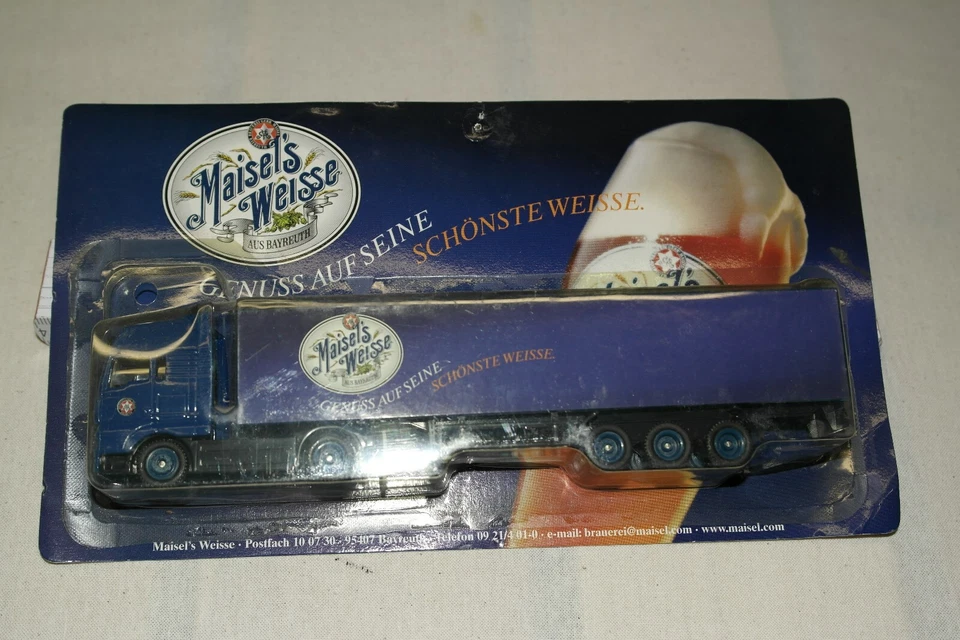 Maisel's
Weisse
AUS BAYREUTH
GENUSS AUF SEINE
SCHÖNSTE WEISSE.
Maisel's
Maisel's
Weisse
AUS BAYREUTH
GENUSS AUF SEINE
SCHÖNSTE WEISSE.
Maisel's Weisse · Postfach 10 07 30 · 95407 Bayreuth · Telefon 09 21/4 01-0 · e-mail: brauerei@maisel.com · www.maisel.com